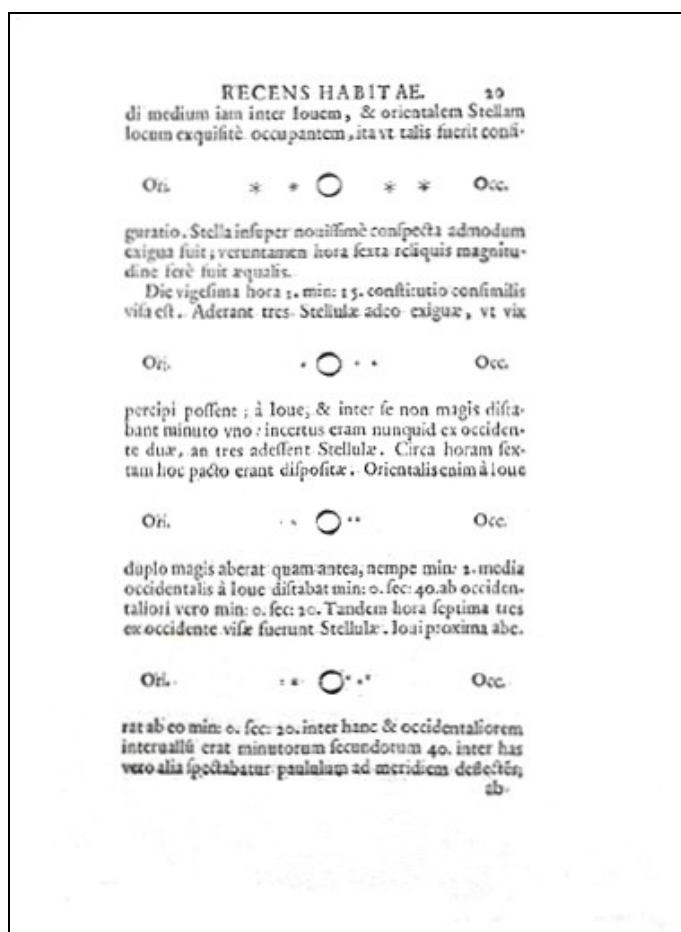 RECENS HABITAE. 20
di medium iam inter Iouem, & orientalem Stellam
locum exquiſitè occupantem, ita vt talis fuerit confi-
Ori. * * O * * Occ.
guratio. Stella inſuper nouiſſimè conſpecta admodum
exigua fuit; veruntamen hora ſexta reliquis magnitu-
dine ferè fuit æqualis.
Die vigeſima hora 1. min: 15. conſtitutio conſimilis
viſa eſt. Aderant tres Stellulæ adeo exiguæ, vt vix
Ori. Occ.
percipi poſſent; à Ioue, & inter ſe non magis diſta-
bant minuto vno: incertus eram nunquid ex occiden-
te duæ, an tres adeſſent Stellulæ. Circa horam ſex-
tam hoc pacto erant diſpoſitæ. Orientalis enim à Ioue
Ori. Occ.
duplo magis aberat quam antea, nempe min: 2. media
occidentalis à Ioue diſtabat min: 0. ſec: 40. ab occiden-
taliori vero min: 0. ſec: 20. Tandem hora ſeptima tres
ex occidente viſæ fuerunt Stellulæ. Ioui proxima abe.
Ori. Occ.
rat ab eo min: 0. ſec: 20. inter hanc & occidentaliorem
interuallū erat minutorum ſecundorum 40. inter has
vero alia ſpectabatur paululum ad meridiem deflectēs,
ab